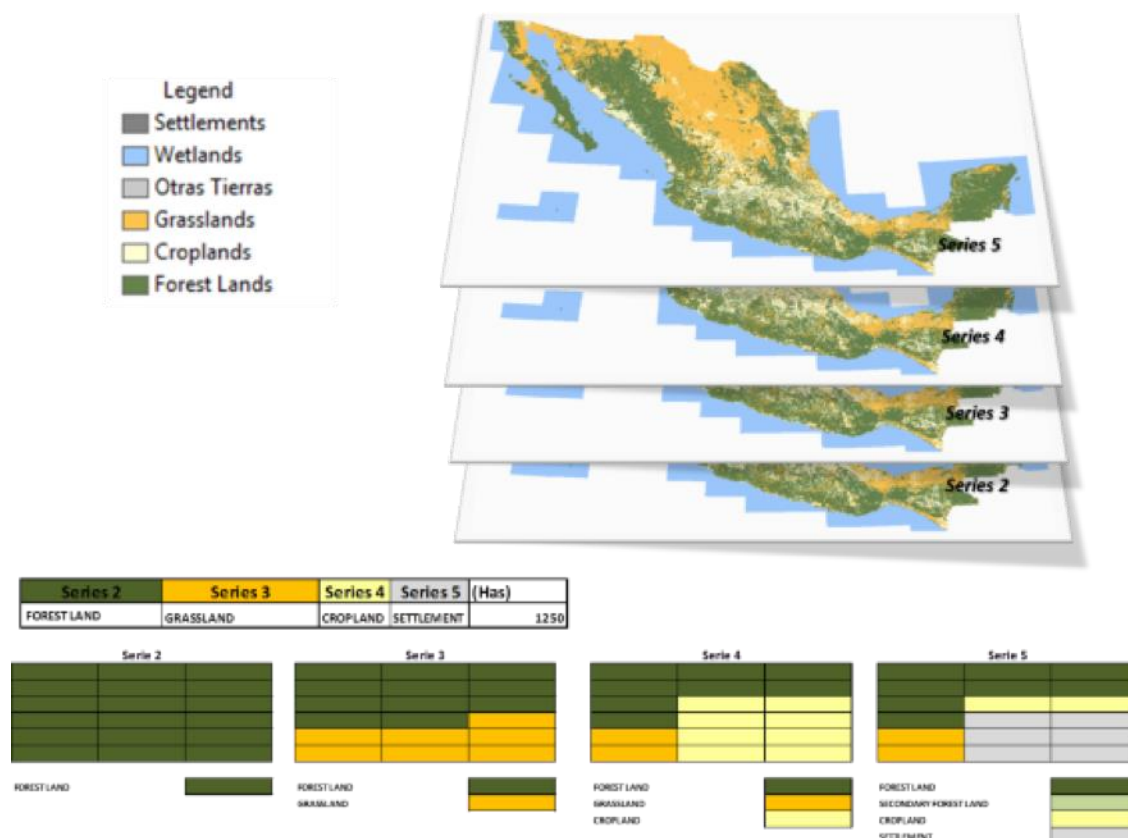 Legend
Settlements
Wetlands
Otras Tierras
Grasslands
Croplands
Forest Lands
Series 5
Series 4
Series 3
Series 2
Series 2 Series 3 Series 4 Series 5 (Has)
FOREST LAND GRASSLAND CROPLAND SETTLEMENT 1250
Serie 2 Serie 3 Serie 4 Serie 5
FOREST LAND FOREST LAND FOREST LAND FOREST LAND
GRASSLAND GRASSLAND SECONDARY FOREST LAND
CROPLAND CROPLAND
SETTLEMENT